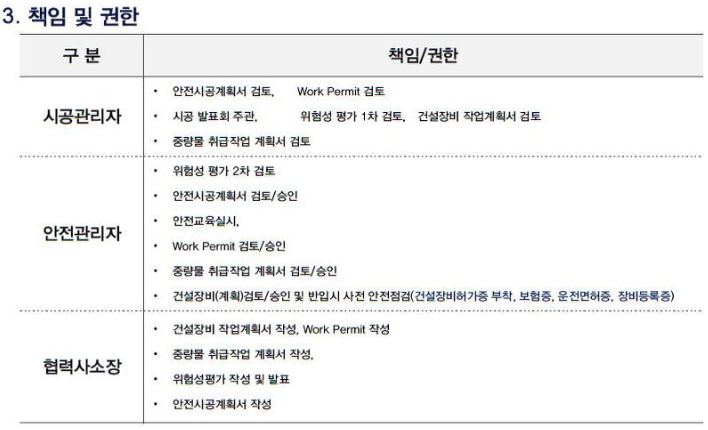 3. 책임 및 권한
구 분 책임/권한
• 안전시공계획서 검토, Work Permit 검토
시공관리자 • 시공 발표회 주관, 위험성 평가 1차 검토, 건설장비 작업계획서 검토
• 중량물 취급작업 계획서 검토
• 위험성 평가 2차 검토
• 안전시공계획서 검토/승인
• 안전교육실시,
안전관리자
• Work Permit 검토/승인
• 중량물 취급작업 계획서 검토/승인
• 건설장비(계획)검토/승인 및 반입시 사전 안전점검(건설장비허가증 부착, 보험증, 운전면허증, 장비등록증)
• 건설장비 작업계획서 작성, Work Permit 작성
• 중량물 취급작업 계획서 작성,
협력사소장
• 위험성평가 작성 및 발표
• 안전시공계획서 작성